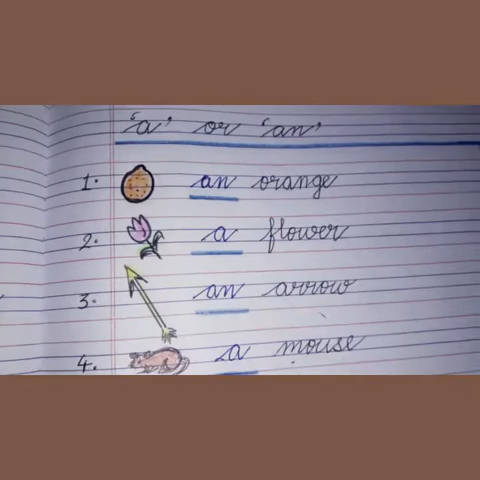 'a' or 'an'
1. an orange
2. a flower
3. an arrow
4. a mouse